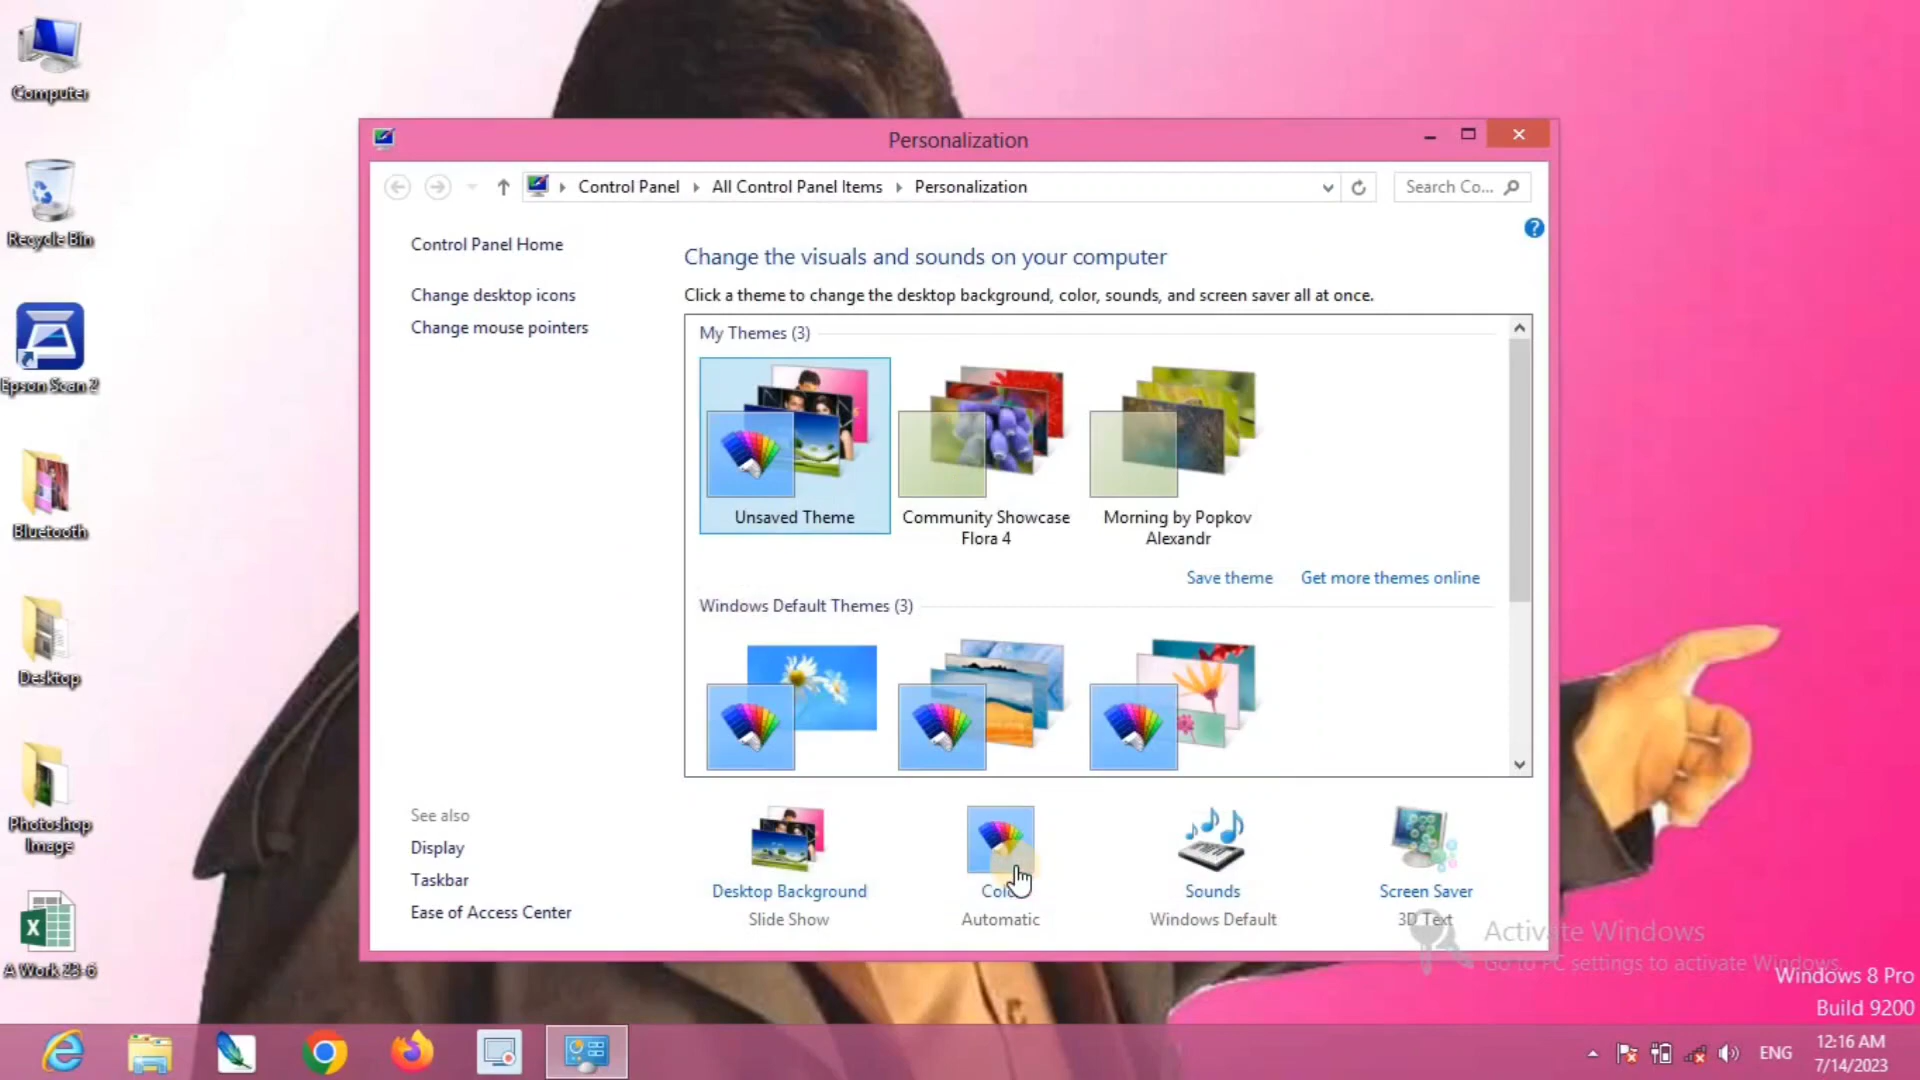 Computer
Recycle Bin
Epson Scan 2
Bluetooth
Desktop
Photoshop
Image
A Work 23-6
Personalization
Control Panel
All Control Panel Items
Personalization
Search Co...
Control Panel Home
Change desktop icons
Change mouse pointers
Change the visuals and sounds on your computer
Click a theme to change the desktop background, color, sounds, and screen saver all at once.
My Themes (3)
Unsaved Theme
Community Showcase
Flora 4
Morning by Popkov
Alexandr
Save theme
Get more themes online
Windows Default Themes (3)
See also
Display
Taskbar
Ease of Access Center
Desktop Background
Slide Show
Automatic
Sounds
Windows Default
Screen Saver
3D Text
Activate Windows
Go to PC settings to activate Windows.
Windows 8 Pro
Build 9200
ENG
12:16 AM
7/14/2023